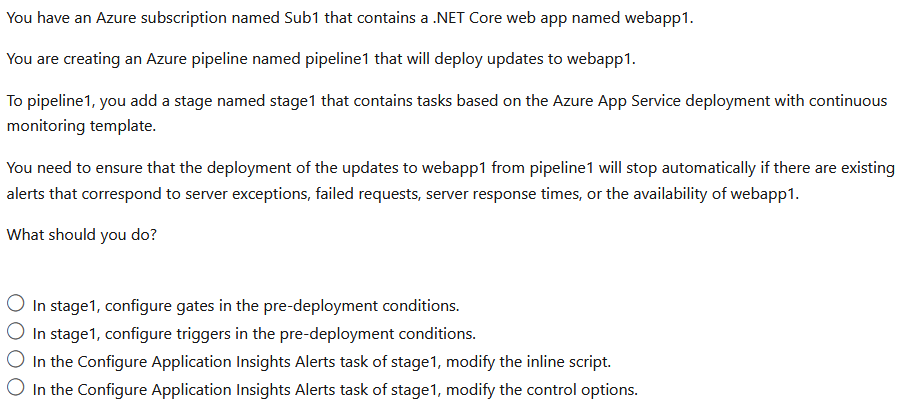 You have an Azure subscription named Sub1 that contains a .NET Core web app named webapp1.
You are creating an Azure pipeline named pipeline1 that will deploy updates to webapp1.
To pipeline1, you add a stage named stage1 that contains tasks based on the Azure App Service deployment with continuous
monitoring template.
You need to ensure that the deployment of the updates to webapp1 from pipeline1 will stop automatically if there are existing
alerts that correspond to server exceptions, failed requests, server response times, or the availability of webapp1.
What should you do?
In stage1, configure gates in the pre-deployment conditions.
In stage1, configure triggers in the pre-deployment conditions.
In the Configure Application Insights Alerts task of stage1, modify the inline script.
In the Configure Application Insights Alerts task of stage1, modify the control options.